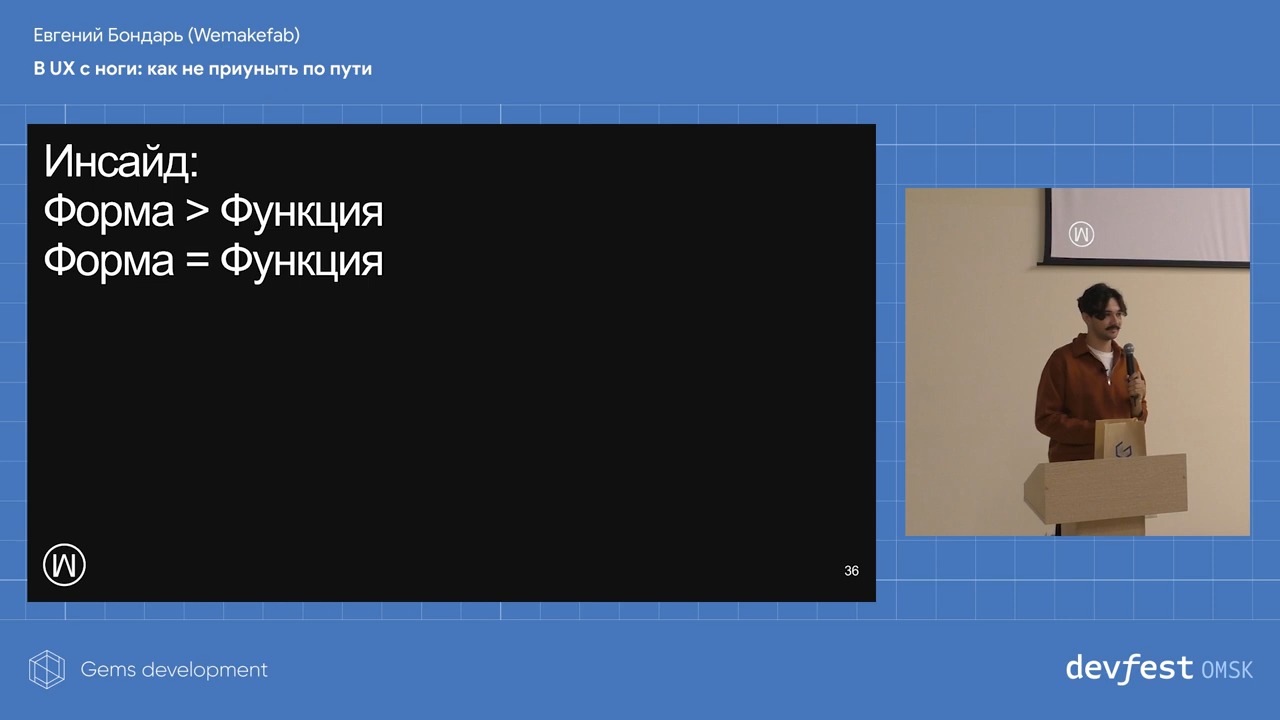 Евгений Бондарь (Wemakefab)
В UX с ноги: как не приуныть по пути
Инсайд:
Форма > Функция
Форма = Функция
36
Gems development
devfest OMSK